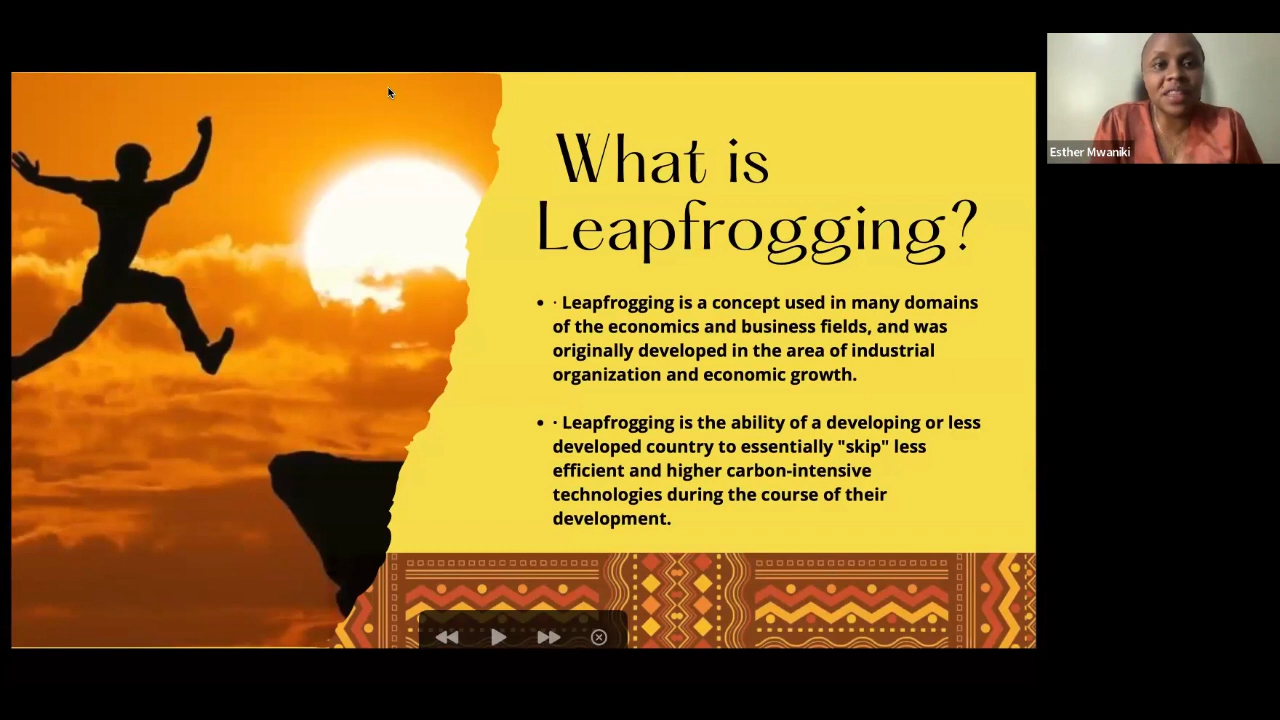 What is
Leapfrogging?
• · Leapfrogging is a concept used in many domains
of the economics and business fields, and was
originally developed in the area of industrial
organization and economic growth.
• · Leapfrogging is the ability of a developing or less
developed country to essentially "skip" less
efficient and higher carbon-intensive
technologies during the course of their
development.
Esther Mwaniki